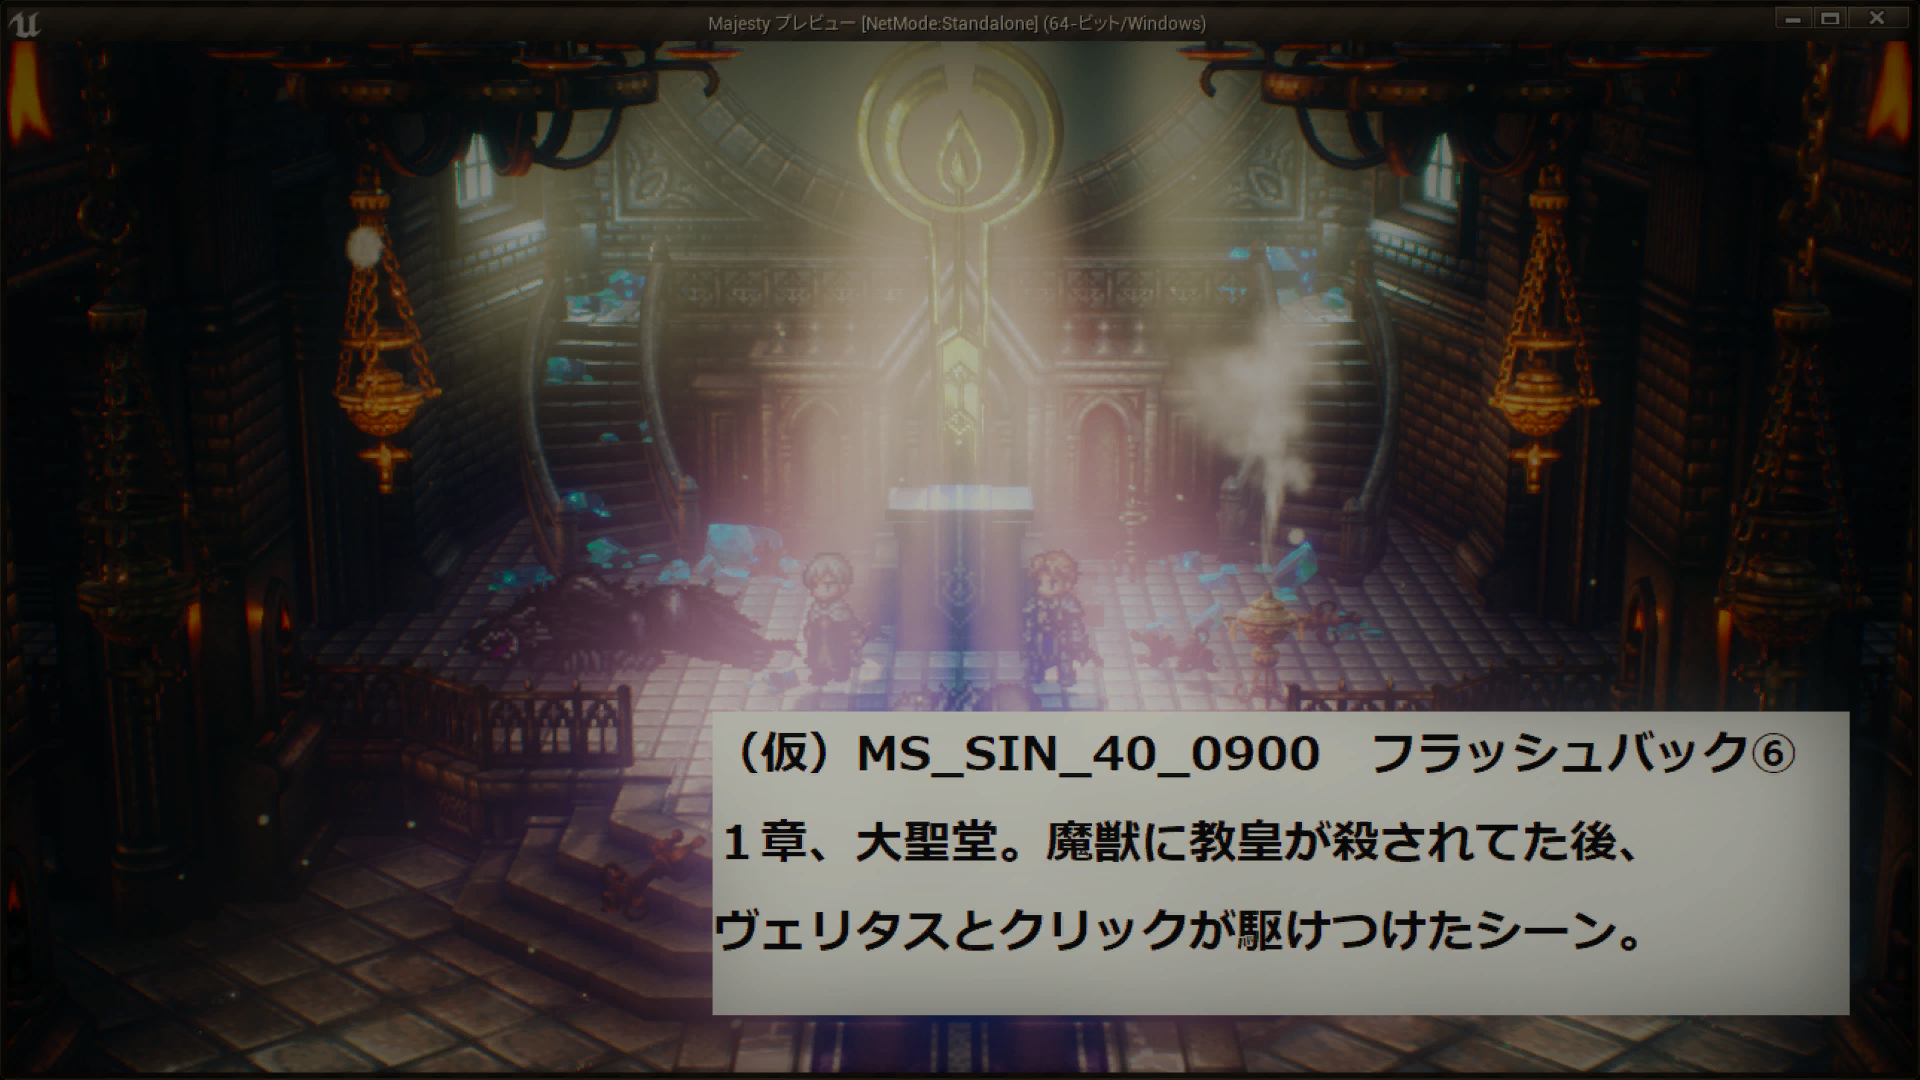 Majesty プレビュー [NetMode:Standalone] (64-ビット/Windows)
（仮）MS_SIN_40_0900　フラッシュバック⑥
１章、大聖堂。魔獣に教皇が殺されてた後、
ヴェリタスとクリックが駆けつけたシーン。